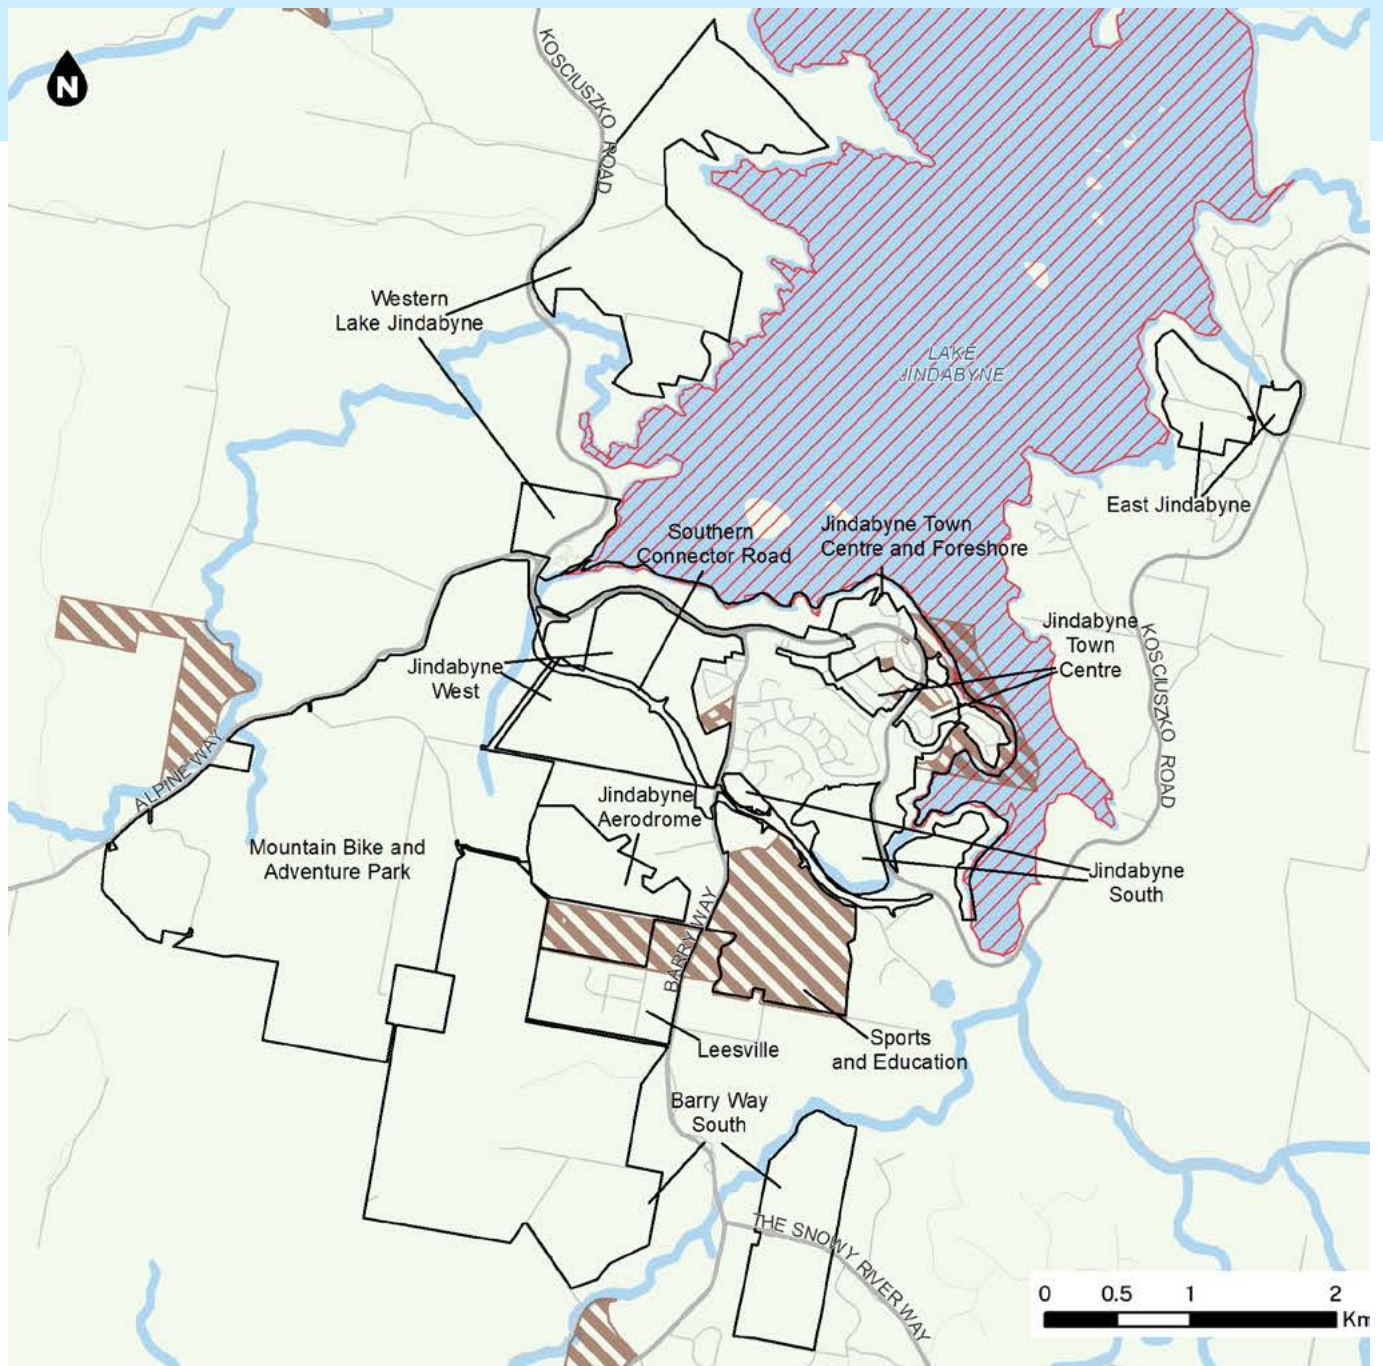 N
KOSCIUSZKO ROAD
Western
Lake Jindabyne
LAKE
JINDABYNE
East Jindabyne
Southern
Connector Road
Jindabyne Town
Centre and Foreshore
Jindabyne
Town
Centre
KOSCIUSZKO ROAD
Jindabyne
West
ALPINE WAY
Jindabyne
Aerodrome
Mountain Bike and
Adventure Park
Jindabyne
South
BARRY WAY
Sports
and Education
Leesville
Barry Way
South
THE SNOWY RIVER WAY
0 0.5 1 2
Km